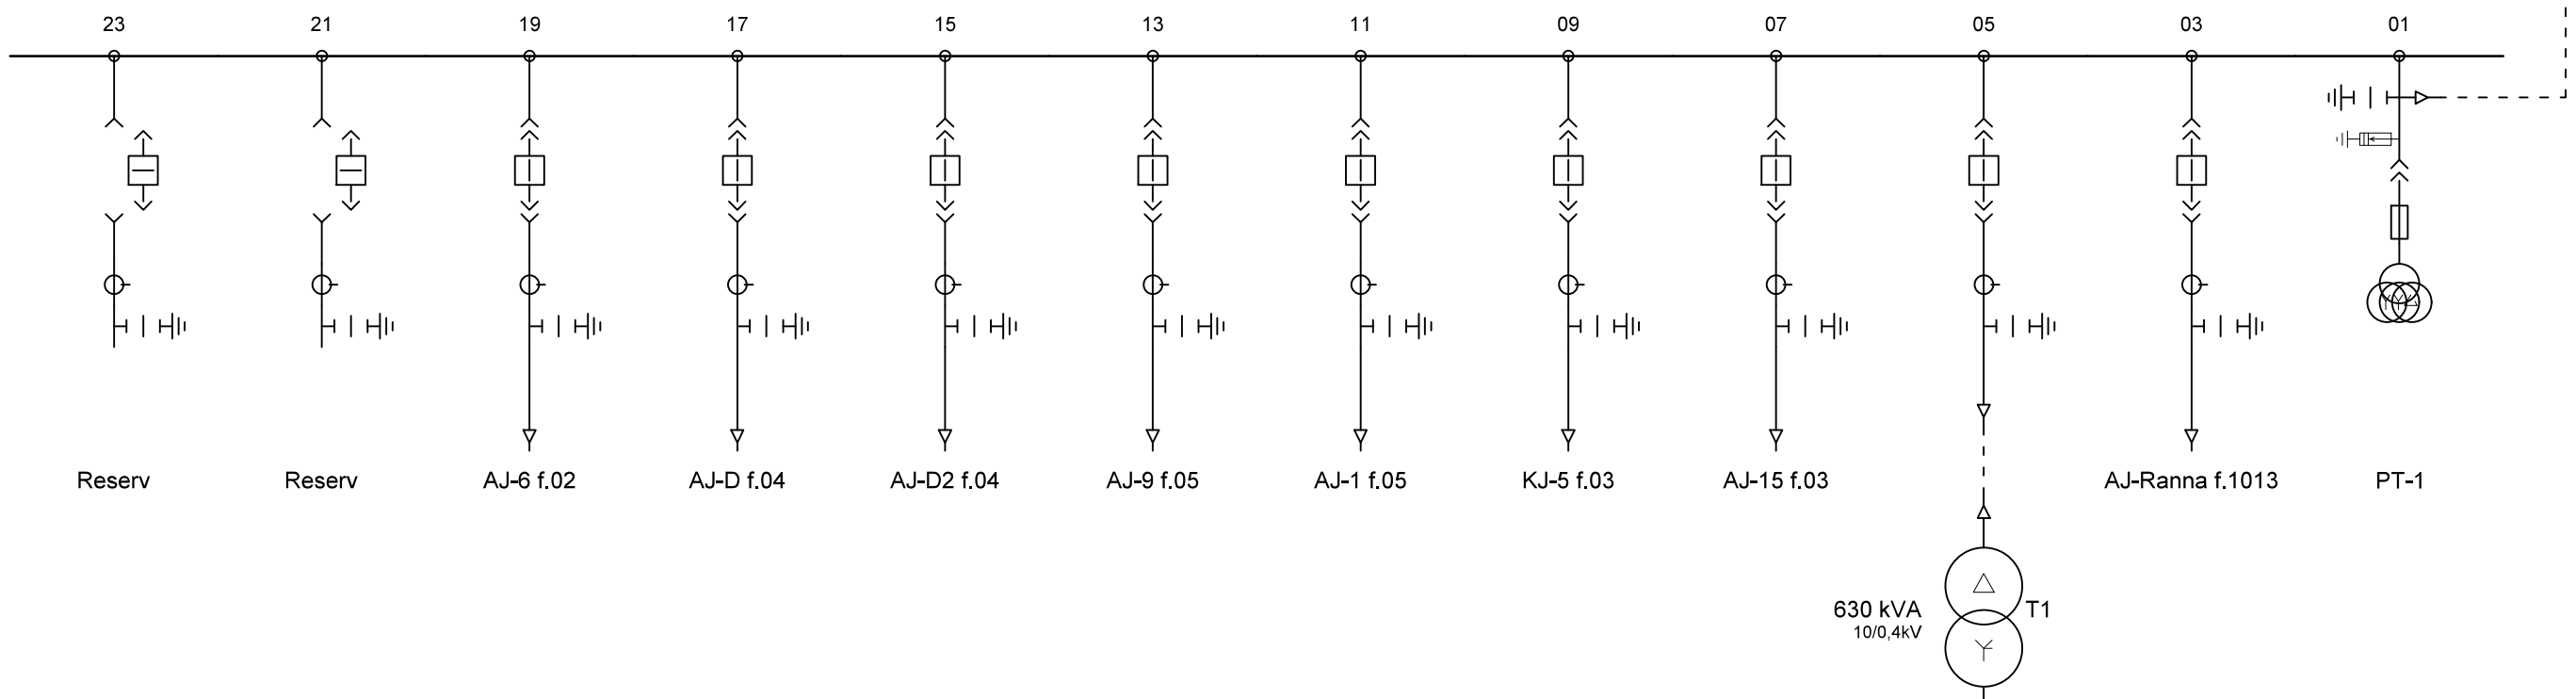 23 21 19 17 15 13 11 09 07 05 03 01
Reserv Reserv AJ-6 f.02 AJ-D f.04 AJ-D2 f.04 AJ-9 f.05 AJ-1 f.05 KJ-5 f.03 AJ-15 f.03 AJ-Ranna f.1013 PT-1
630 kVA T1
10/0,4kV